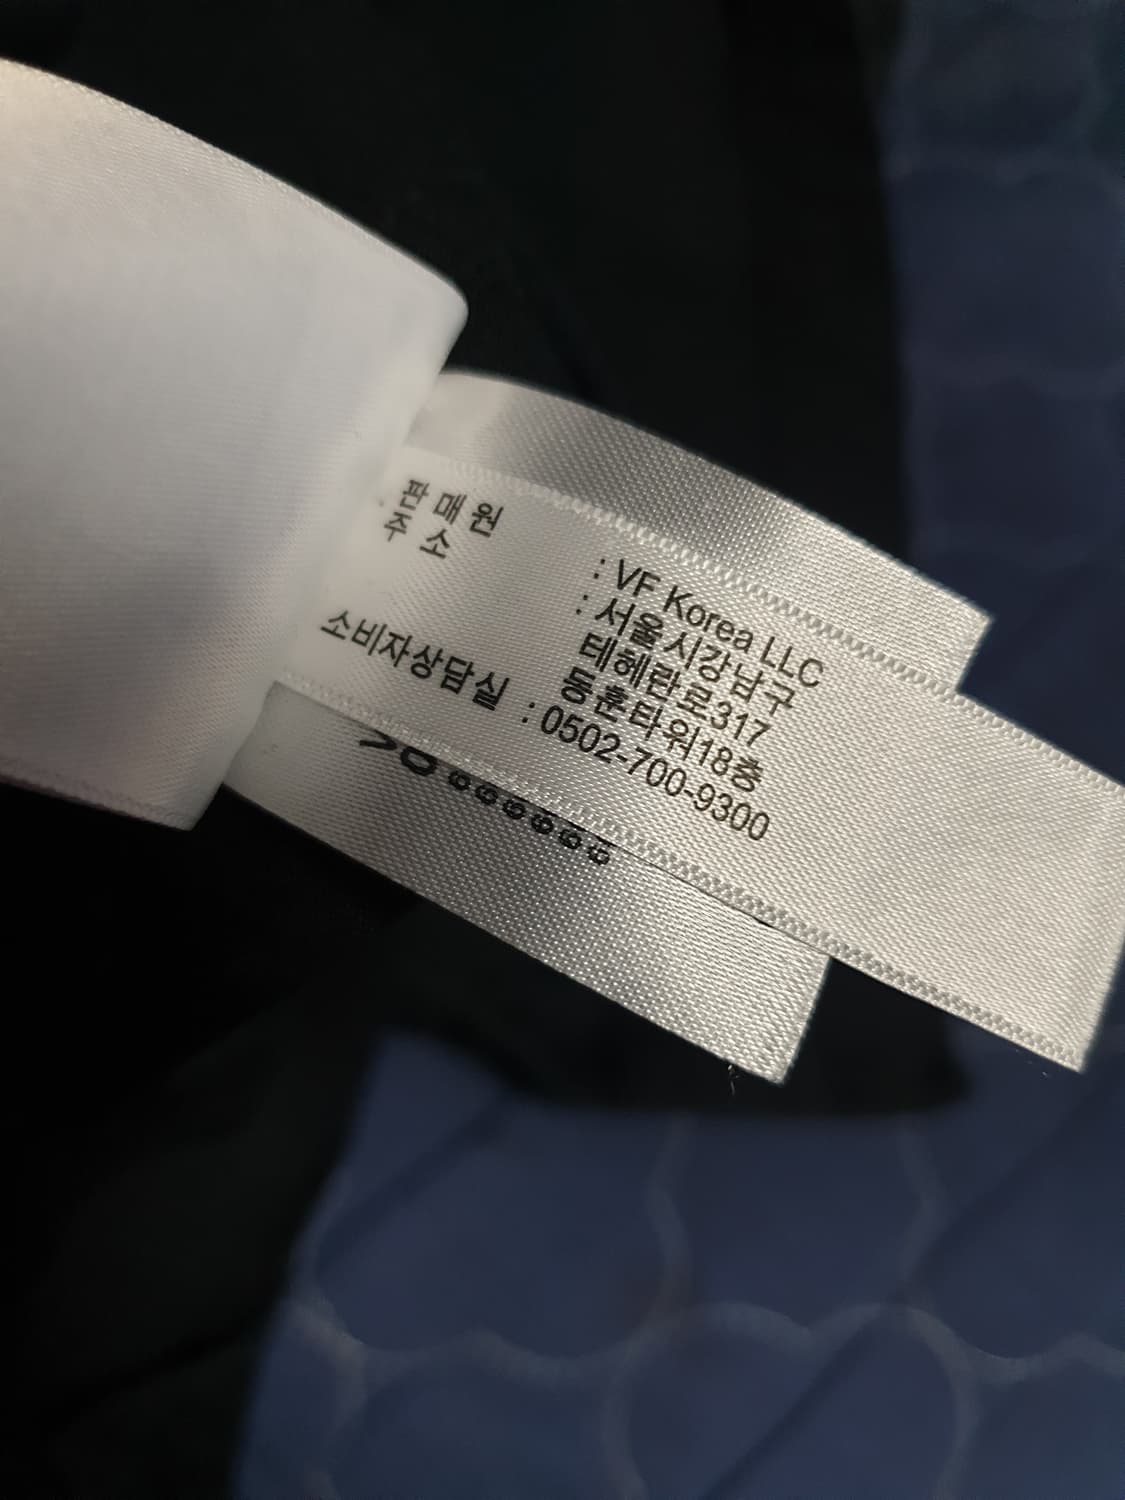 판매원 : VF Korea LLC
주소 : 서울시강남구
테헤란로317
동훈타워18층
소비자상담실 : 0502-700-9300